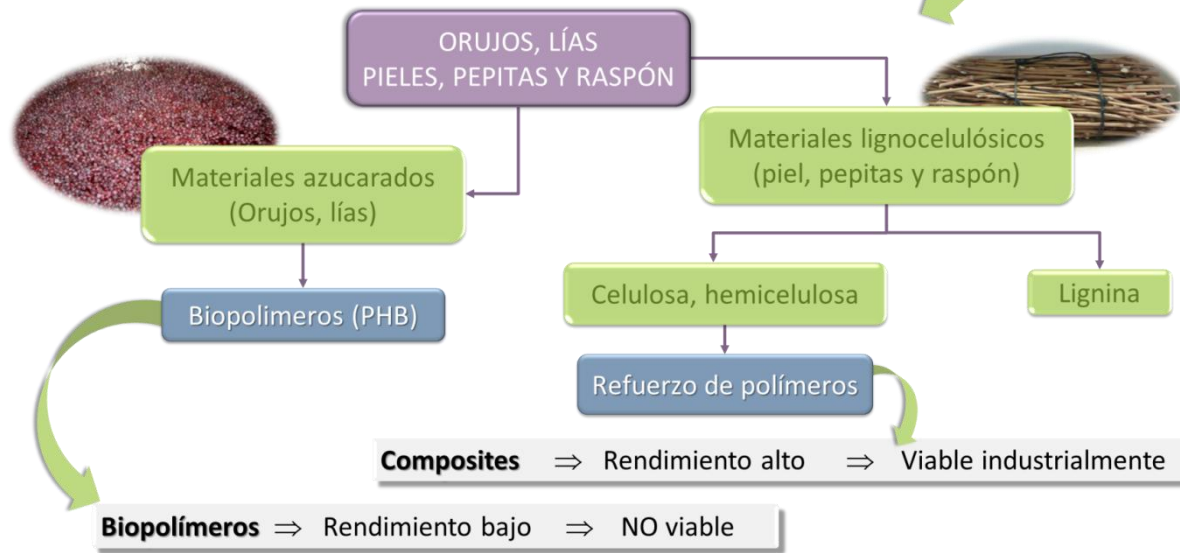 ORUJOS, LÍAS
PIELES, PEPITAS Y RASPÓN
Materiales azucarados
(Orujos, lías)
Materiales lignocelulósicos
(piel, pepitas y raspón)
Biopolimeros (PHB)
Celulosa, hemicelulosa
Lignina
Refuerzo de polímeros
Composites ⇒ Rendimiento alto ⇒ Viable industrialmente
Biopolímeros ⇒ Rendimiento bajo ⇒ NO viable